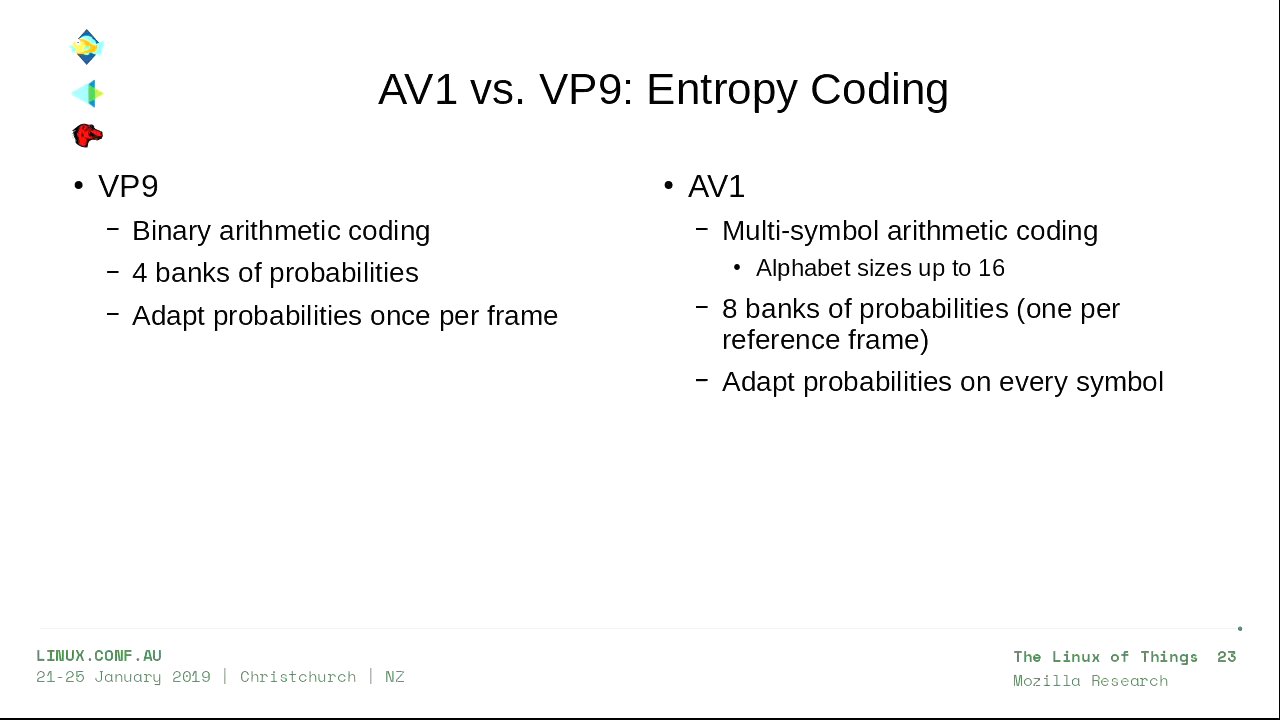 AV1 vs. VP9: Entropy Coding
• VP9
– Binary arithmetic coding
– 4 banks of probabilities
– Adapt probabilities once per frame
• AV1
– Multi-symbol arithmetic coding
• Alphabet sizes up to 16
– 8 banks of probabilities (one per
reference frame)
– Adapt probabilities on every symbol
LINUX.CONF.AU
21-25 January 2019 | Christchurch | NZ
The Linux of Things 23
Mozilla Research